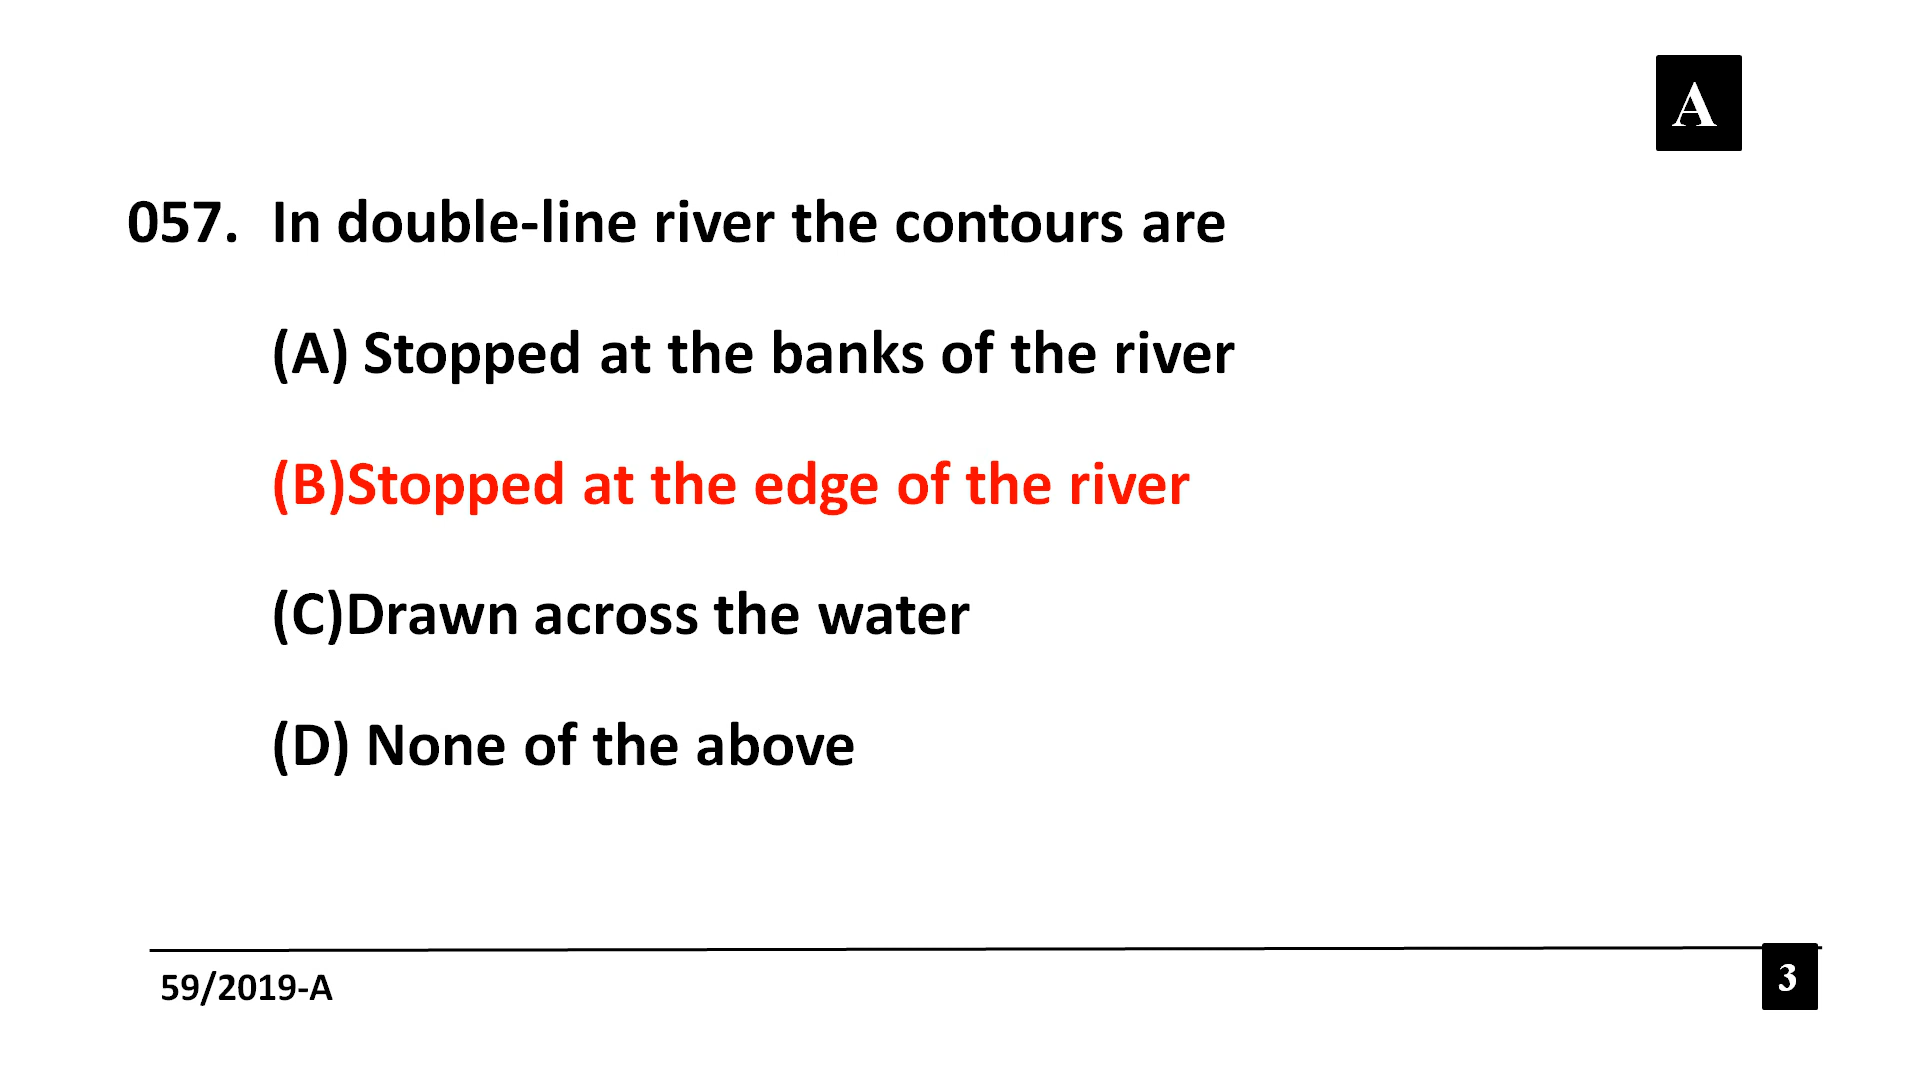 A
057. In double-line river the contours are
(A) Stopped at the banks of the river
(B)Stopped at the edge of the river
(C)Drawn across the water
(D) None of the above
59/2019-A
3